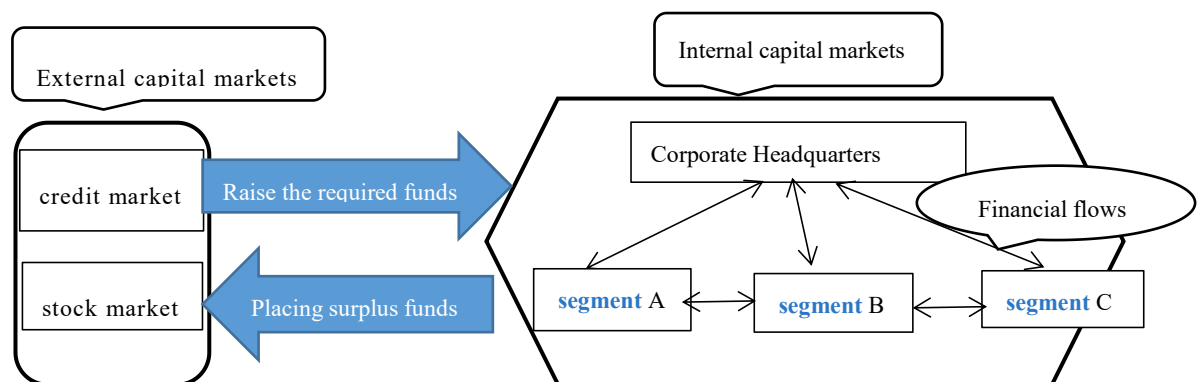 External capital markets
Internal capital markets
Corporate Headquarters
credit market
Raise the required funds
Financial flows
stock market
Placing surplus funds
segment A
segment B
segment C